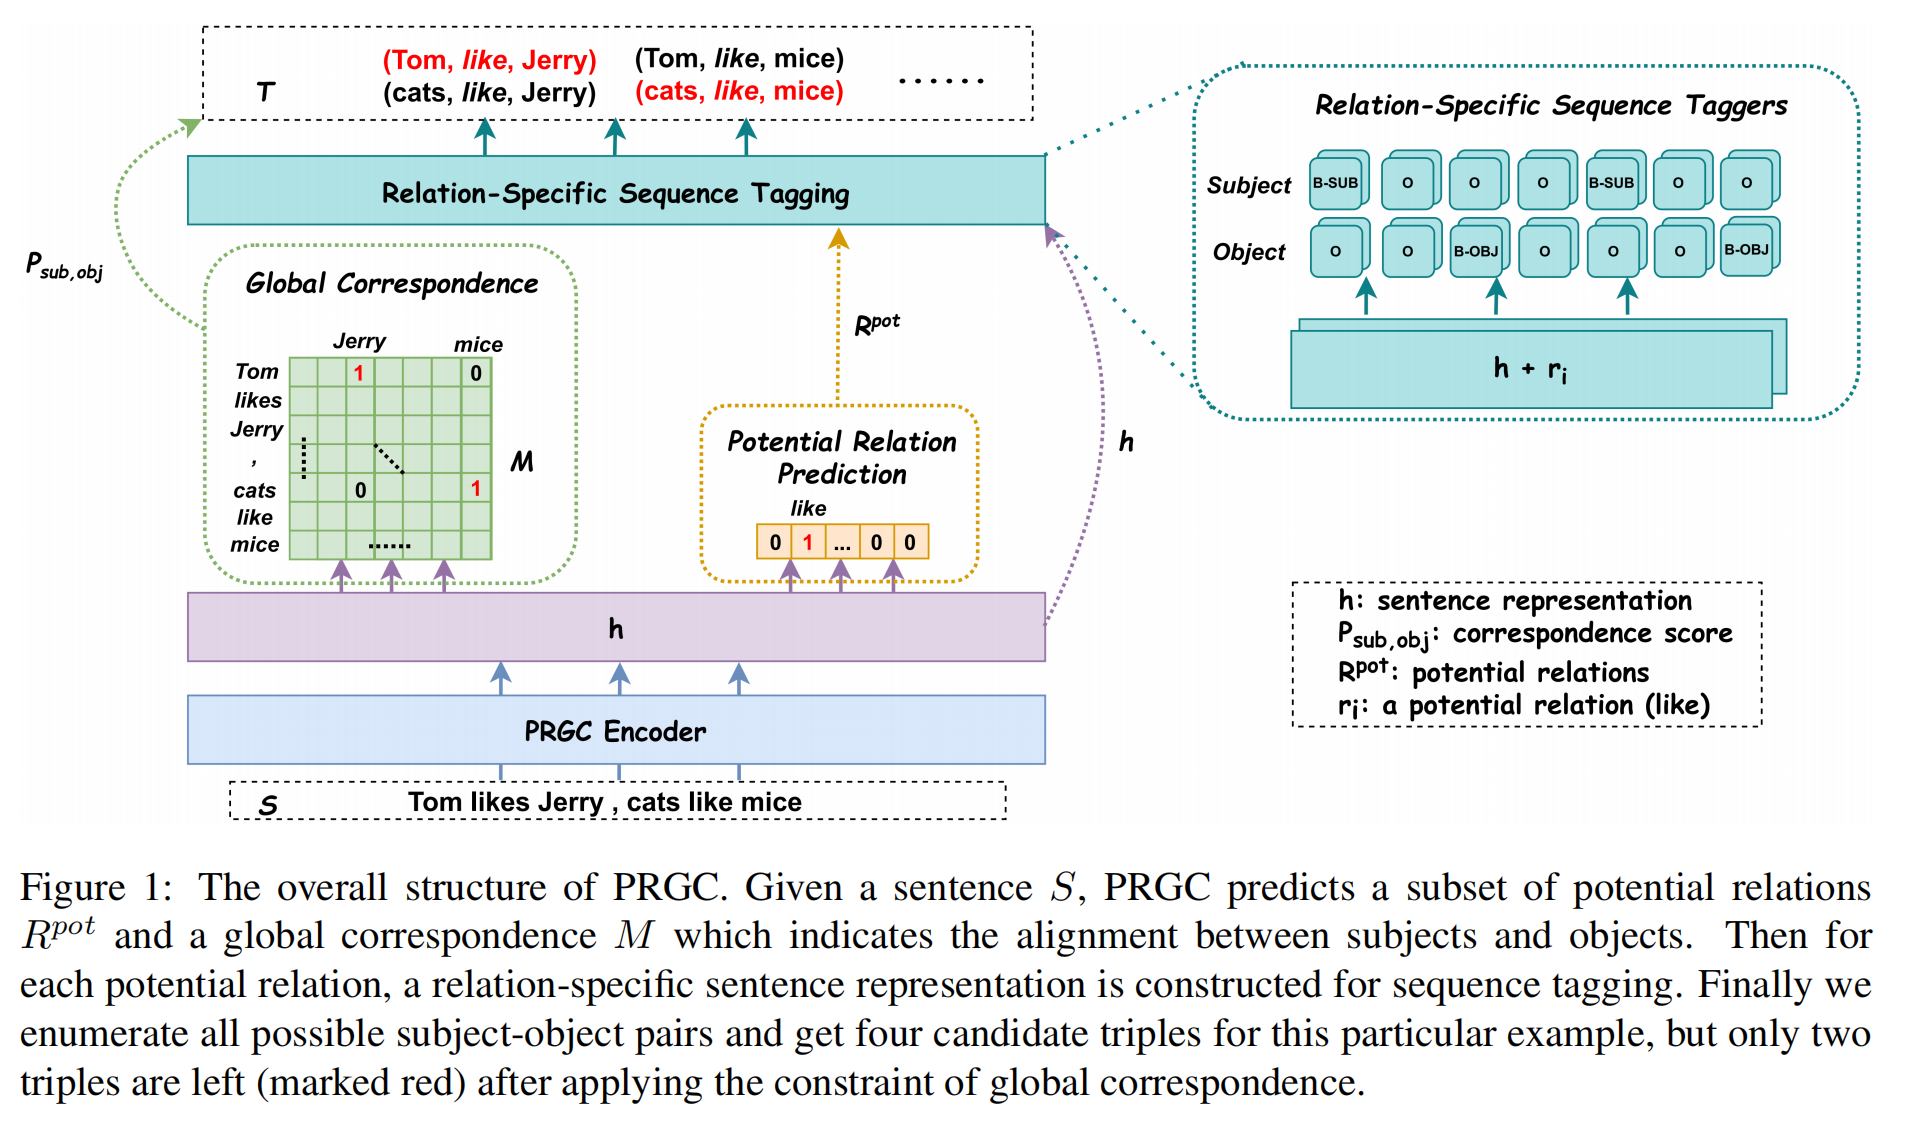 T
(Tom, like, Jerry) (Tom, like, mice)
(cats, like, Jerry) (cats, like, mice)
......
Relation-Specific Sequence Tagging
P_sub,obj
Global Correspondence
Jerry mice
Tom 1 0
likes
Jerry
,
cats 0 1
like
mice ......
M
R^pot
Potential Relation
Prediction
like
0 1 ... 0 0
h
h
PRGC Encoder
S Tom likes Jerry , cats like mice
Relation-Specific Sequence Taggers
Subject B-SUB O O O B-SUB O O
Object O O B-OBJ O O O B-OBJ
h + r_i
h: sentence representation
P_sub,obj: correspondence score
R^pot: potential relations
r_i: a potential relation (like)
Figure 1: The overall structure of PRGC. Given a sentence S, PRGC predicts a subset of potential relations
R^pot and a global correspondence M which indicates the alignment between subjects and objects. Then for
each potential relation, a relation-specific sentence representation is constructed for sequence tagging. Finally we
enumerate all possible subject-object pairs and get four candidate triples for this particular example, but only two
triples are left (marked red) after applying the constraint of global correspondence.